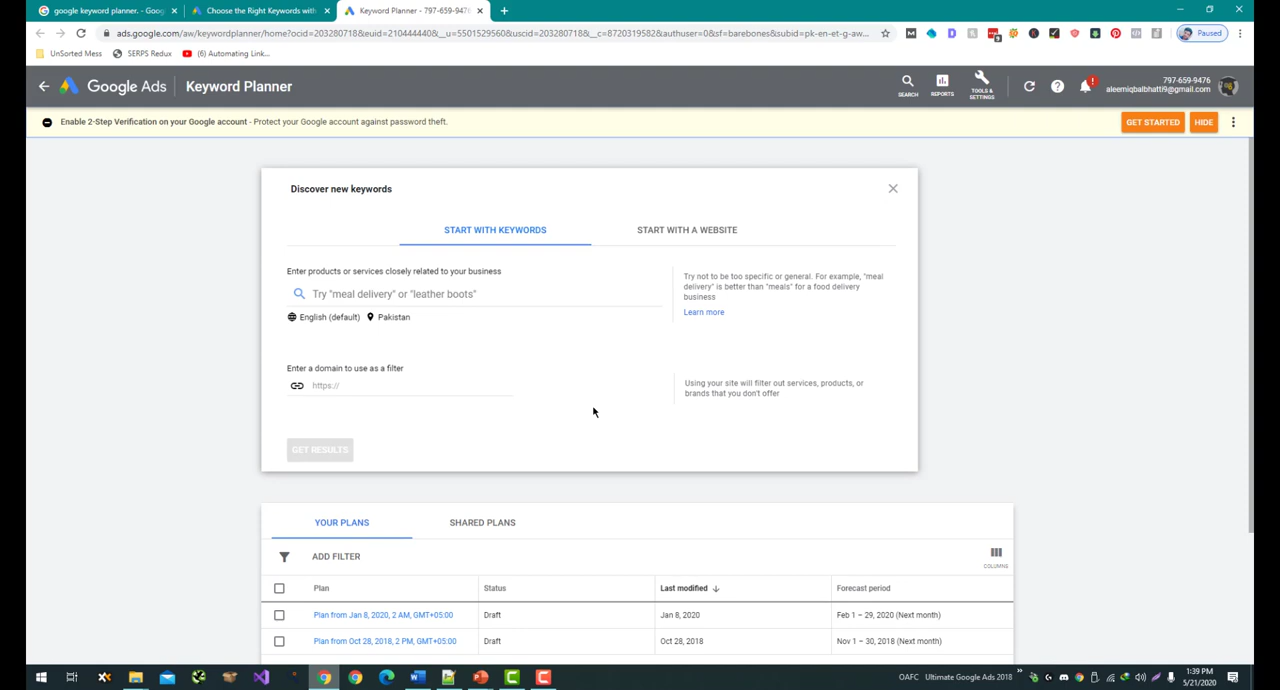 google keyword planner. - Goog
Choose the Right Keywords with
Keyword Planner - 797-659-9476
ads.google.com/aw/keywordplanner/home?ocid=203280718&euid=210444440&__u=5501529560&uscid=203280718&__c=8720319582&authuser=0&sf=barebones&subid=pk-en-et-g-aw...
Paused
UnSorted Mess
SERPS Redux
(6) Automating Link...
Google Ads
Keyword Planner
SEARCH
REPORTS
TOOLS & SETTINGS
797-659-9476
aleemiqbalbhatti9@gmail.com
Enable 2-Step Verification on your Google account - Protect your Google account against password theft.
GET STARTED
HIDE
Discover new keywords
START WITH KEYWORDS
START WITH A WEBSITE
Enter products or services closely related to your business
Try "meal delivery" or "leather boots"
English (default)
Pakistan
Try not to be too specific or general. For example, "meal
delivery" is better than "meals" for a food delivery
business
Learn more
Enter a domain to use as a filter
https://
Using your site will filter out services, products, or
brands that you don't offer
GET RESULTS
YOUR PLANS
SHARED PLANS
ADD FILTER
COLUMNS
Plan
Status
Last modified
Forecast period
Plan from Jan 8, 2020, 2 AM, GMT+05:00
Draft
Jan 8, 2020
Feb 1 – 29, 2020 (Next month)
Plan from Oct 28, 2018, 2 PM, GMT+05:00
Draft
Oct 28, 2018
Nov 1 – 30, 2018 (Next month)
OAFC
Ultimate Google Ads 2018
1:39 PM
5/21/2020